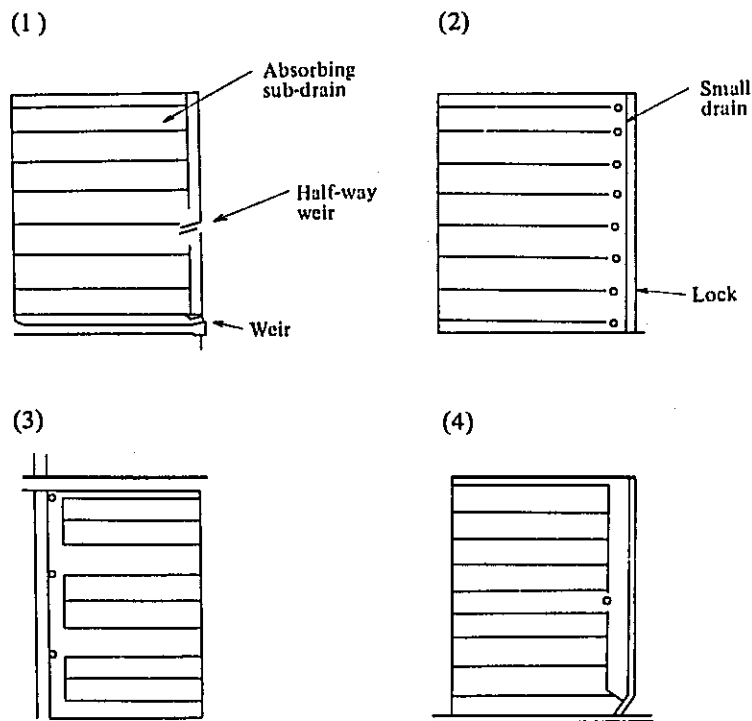 (1)
(2)
Absorbing
sub-drain
Small
drain
Half-way
weir
Lock
Weir
(3)
(4)